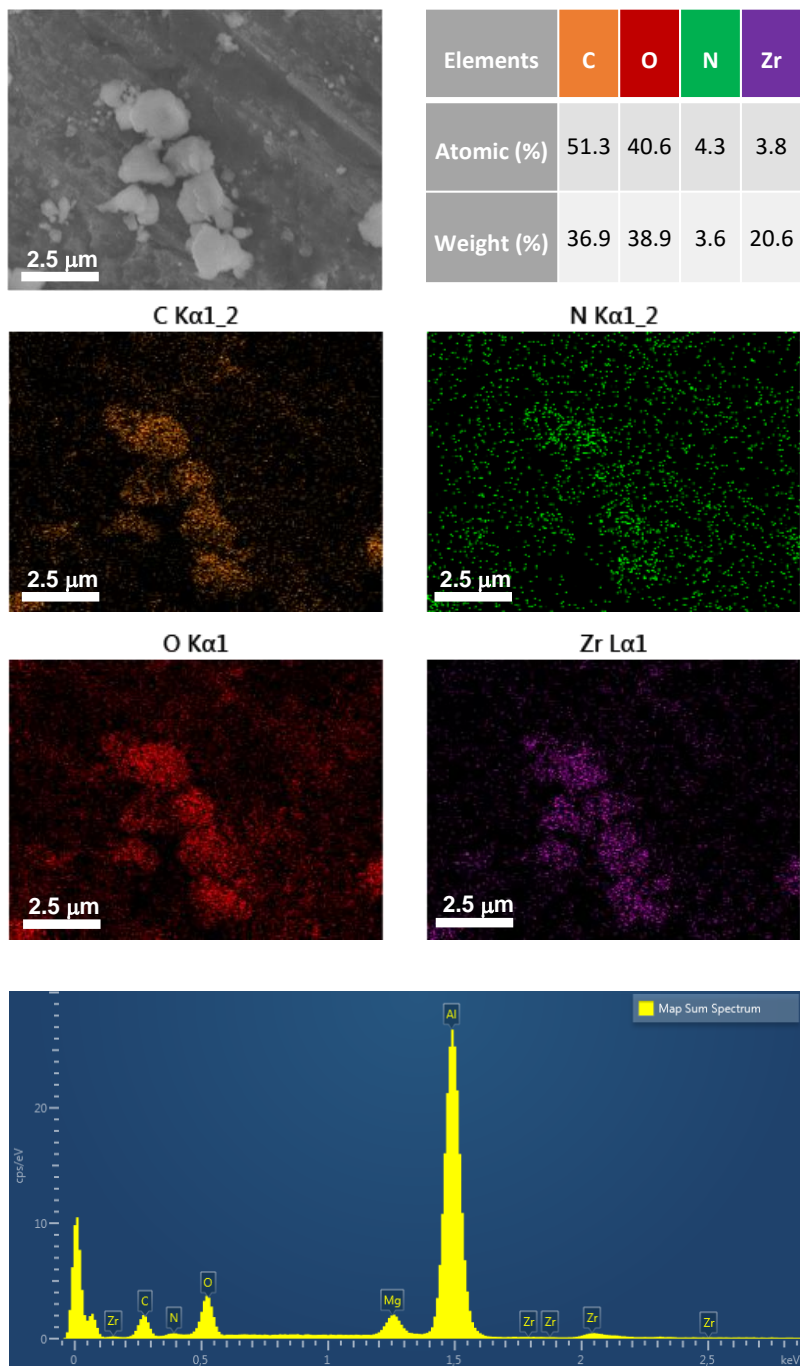 Elements C O N Zr
Atomic (%) 51.3 40.6 4.3 3.8
Weight (%) 36.9 38.9 3.6 20.6
2.5 μm
C Kα1_2 N Kα1_2
2.5 μm 2.5 μm
O Kα1 Zr Lα1
2.5 μm 2.5 μm
Map Sum Spectrum
Al
20
cps/eV
10
O
Mg
C
N
Zr
Zr
Zr
Zr
Zr
0
0 0.5 1 1.5 2 2.5 keV